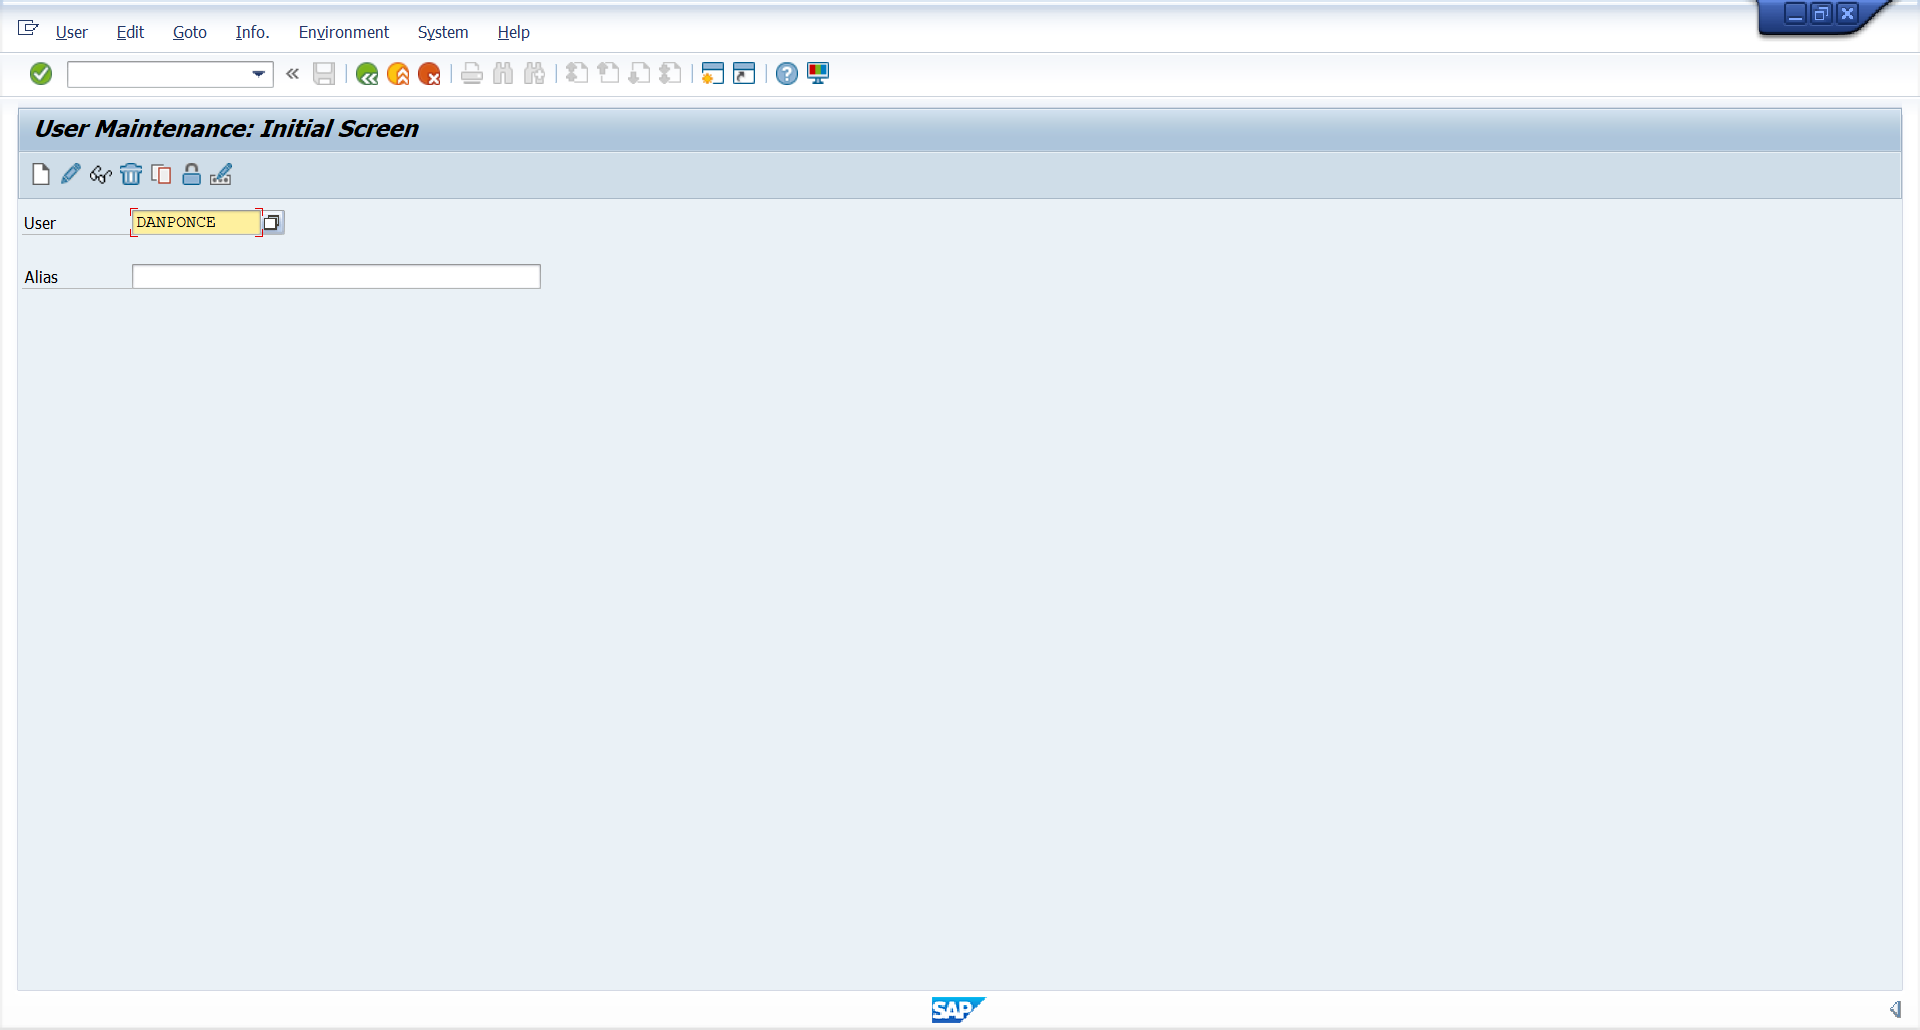 User Edit Goto Info. Environment System Help
User Maintenance: Initial Screen
User DANPONCE
Alias
SAP